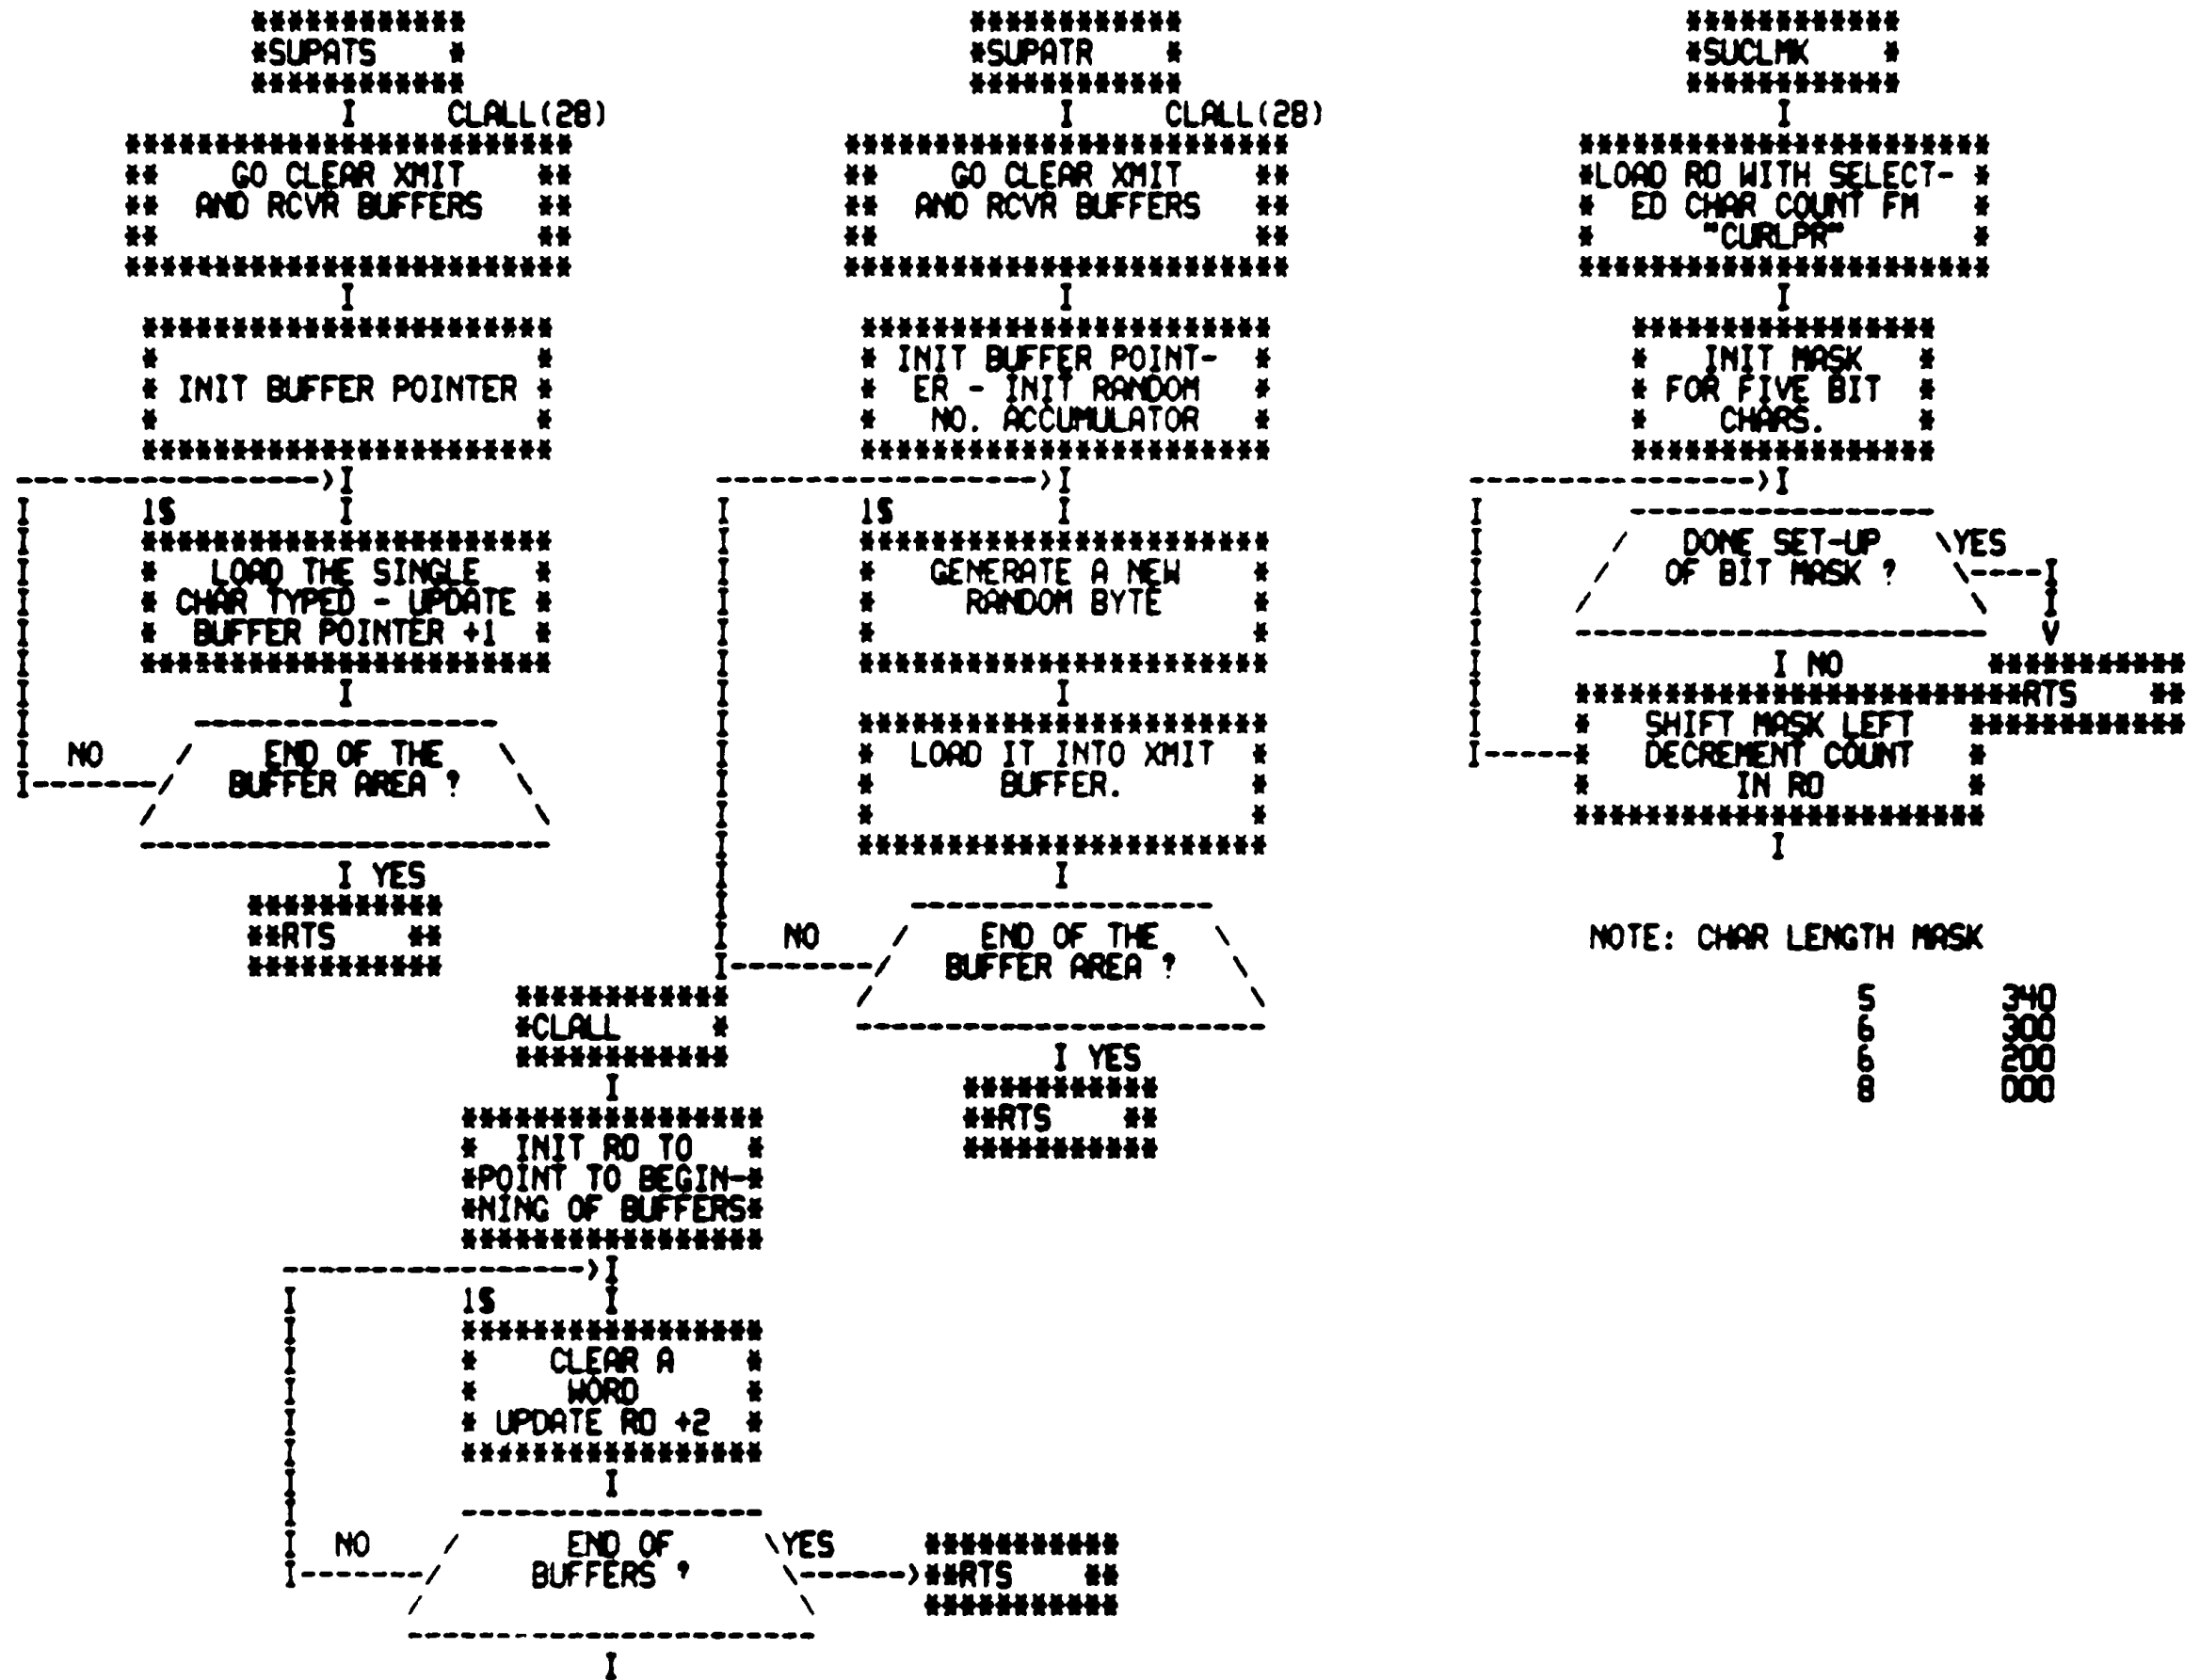 SUPATS
CLALL(28)
GO CLEAR XMIT
AND RCVR BUFFERS
INIT BUFFER POINTER
1$
LOAD THE SINGLE
CHAR TYPED - UPDATE
BUFFER POINTER +1
NO
END OF THE
BUFFER AREA ?
YES
RTS
SUPATR
CLALL(28)
GO CLEAR XMIT
AND RCVR BUFFERS
INIT BUFFER POINT-
ER - INIT RANDOM
NO. ACCUMULATOR
1$
GENERATE A NEW
RANDOM BYTE
LOAD IT INTO XMIT
BUFFER.
NO
END OF THE
BUFFER AREA ?
YES
RTS
CLALL
INIT R0 TO
POINT TO BEGIN-
NING OF BUFFERS
1$
CLEAR A
WORD
UPDATE R0 +2
NO
END OF
BUFFERS ?
YES
RTS
SUCLMK
LOAD R0 WITH SELECT-
ED CHAR COUNT FM
"CURLPR"
INIT MASK
FOR FIVE BIT
CHARS.
DONE SET-UP
OF BIT MASK ?
YES
NO
RTS
SHIFT MASK LEFT
DECREMENT COUNT
IN R0
NOTE: CHAR LENGTH MASK
5 340
6 300
6 200
8 000